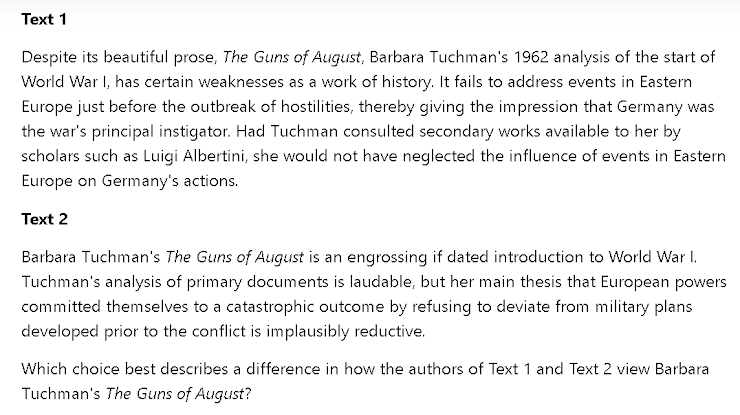 Text 1
Despite its beautiful prose, The Guns of August, Barbara Tuchman's 1962 analysis of the start of
World War I, has certain weaknesses as a work of history. It fails to address events in Eastern
Europe just before the outbreak of hostilities, thereby giving the impression that Germany was
the war's principal instigator. Had Tuchman consulted secondary works available to her by
scholars such as Luigi Albertini, she would not have neglected the influence of events in Eastern
Europe on Germany's actions.
Text 2
Barbara Tuchman's The Guns of August is an engrossing if dated introduction to World War I.
Tuchman's analysis of primary documents is laudable, but her main thesis that European powers
committed themselves to a catastrophic outcome by refusing to deviate from military plans
developed prior to the conflict is implausibly reductive.
Which choice best describes a difference in how the authors of Text 1 and Text 2 view Barbara
Tuchman's The Guns of August?